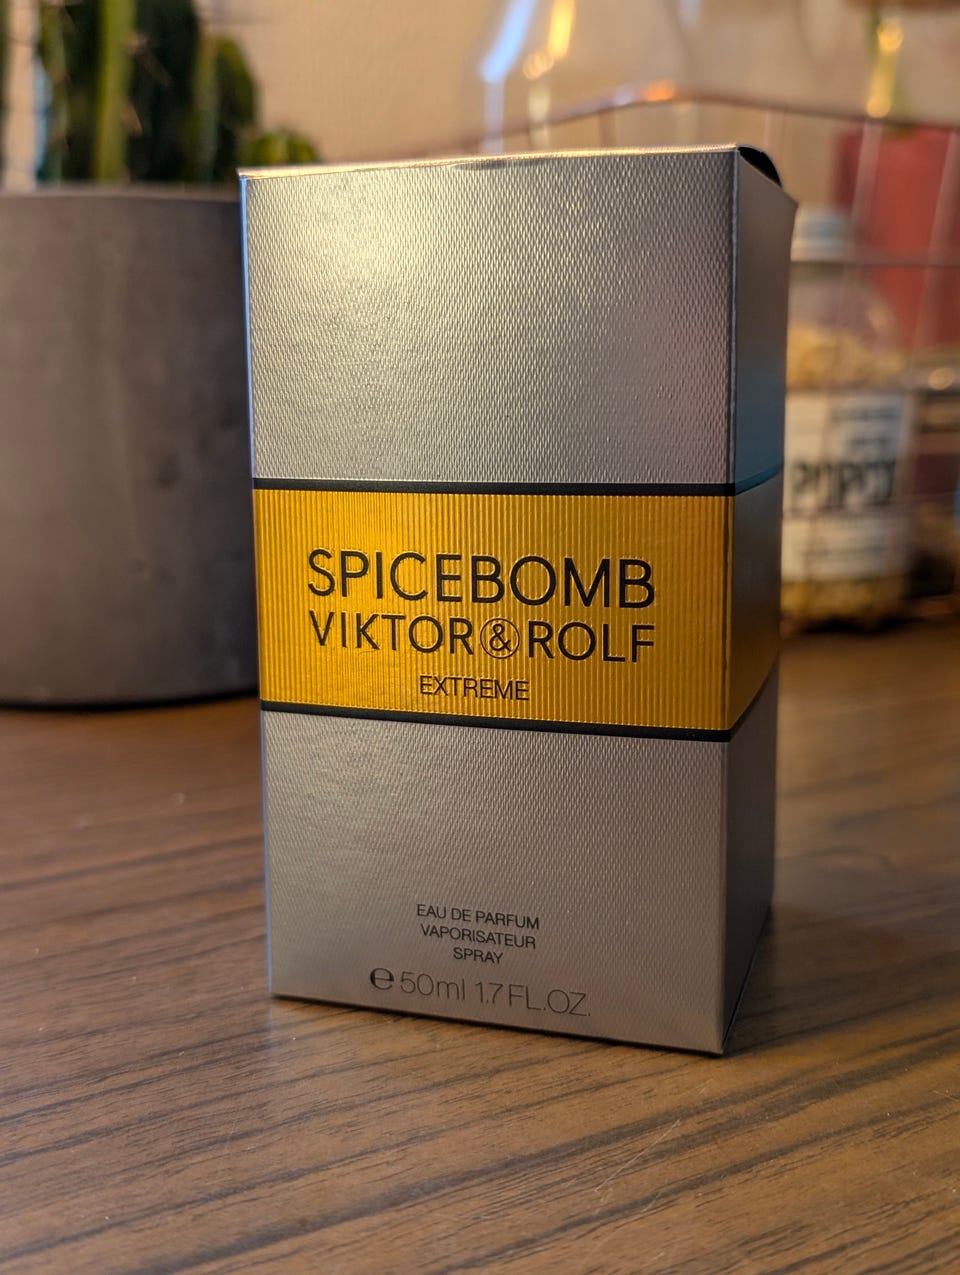 SPICEBOMB
VIKTOR&ROLF
EXTREME
EAU DE PARFUM
VAPORISATEUR
SPRAY
℮ 50ml 1.7 FL.OZ.